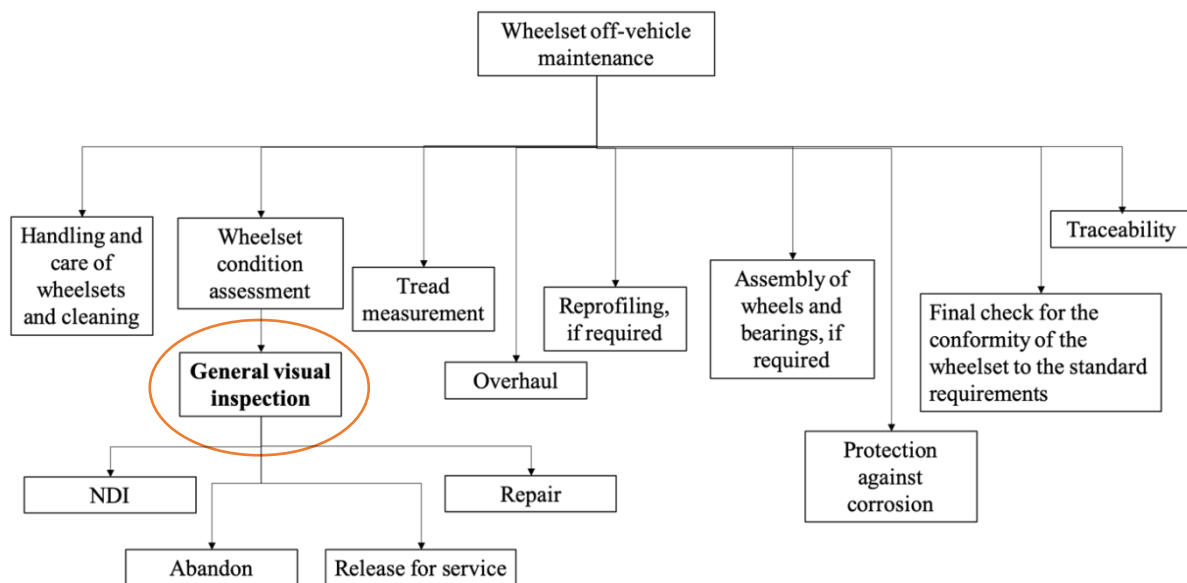 Wheelset off-vehicle
maintenance
Handling and
care of
wheelsets
and cleaning
Wheelset
condition
assessment
Tread
measurement
Overhaul
Reprofiling,
if required
Assembly of
wheels and
bearings, if
required
Protection
against
corrosion
Final check for the
conformity of the
wheelset to the standard
requirements
Traceability
General visual
inspection
NDI
Abandon
Release for service
Repair